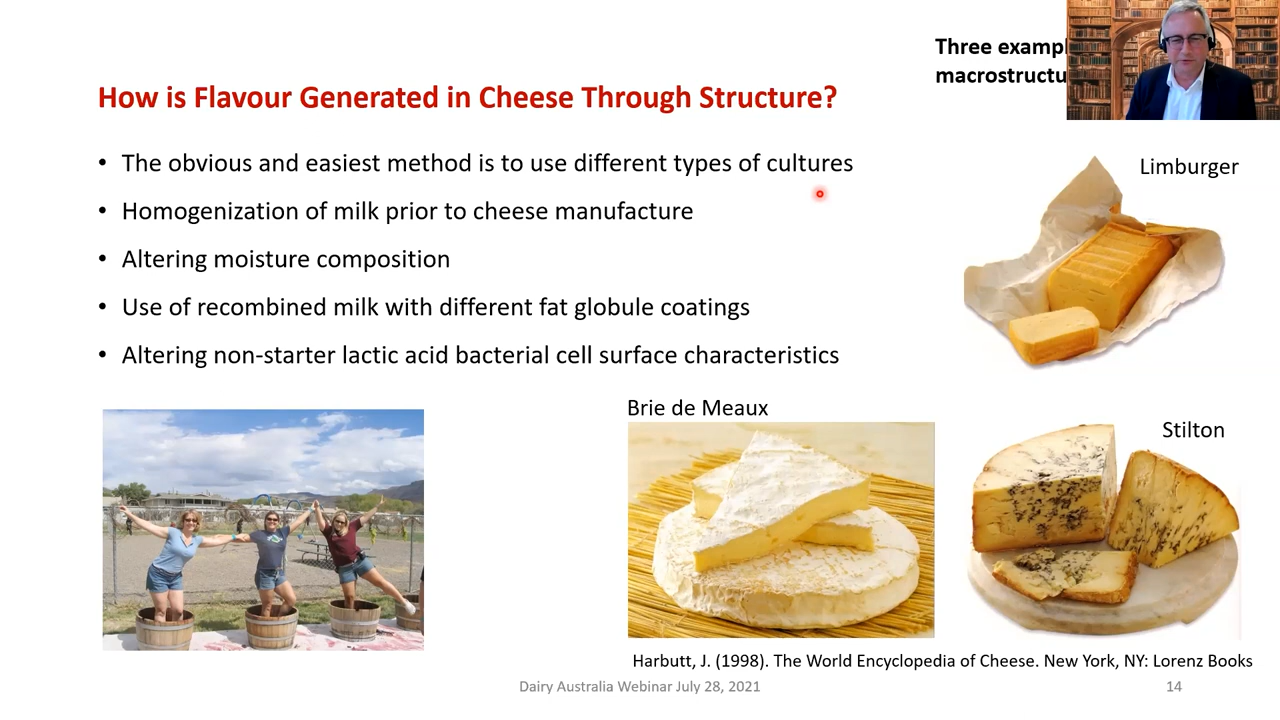 Three exampl
macrostructu
How is Flavour Generated in Cheese Through Structure?
• The obvious and easiest method is to use different types of cultures
• Homogenization of milk prior to cheese manufacture
• Altering moisture composition
• Use of recombined milk with different fat globule coatings
• Altering non-starter lactic acid bacterial cell surface characteristics
Limburger
Brie de Meaux
Stilton
Harbutt, J. (1998). The World Encyclopedia of Cheese. New York, NY: Lorenz Books
Dairy Australia Webinar July 28, 2021
14